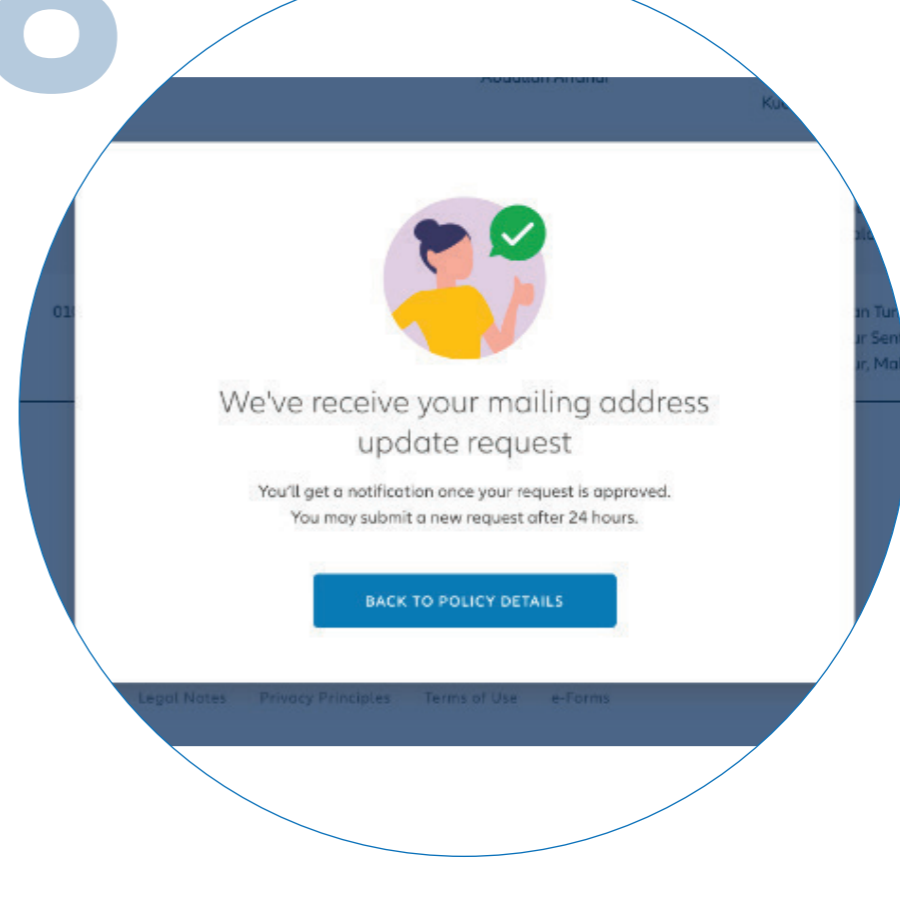 We've receive your mailing address
update request
You'll get a notification once your request is approved.
You may submit a new request after 24 hours.
BACK TO POLICY DETAILS
Legal Notes Privacy Principles Terms of Use e-Forms